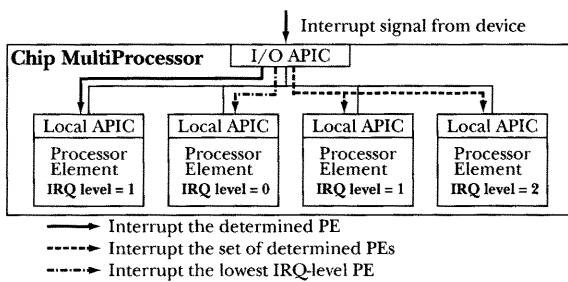 Interrupt signal from device
Chip MultiProcessor
I/O APIC
Local APIC
Processor
Element
IRQ level = 1
Local APIC
Processor
Element
IRQ level = 0
Local APIC
Processor
Element
IRQ level = 1
Local APIC
Processor
Element
IRQ level = 2
Interrupt the determined PE
Interrupt the set of determined PEs
Interrupt the lowest IRQ-level PE